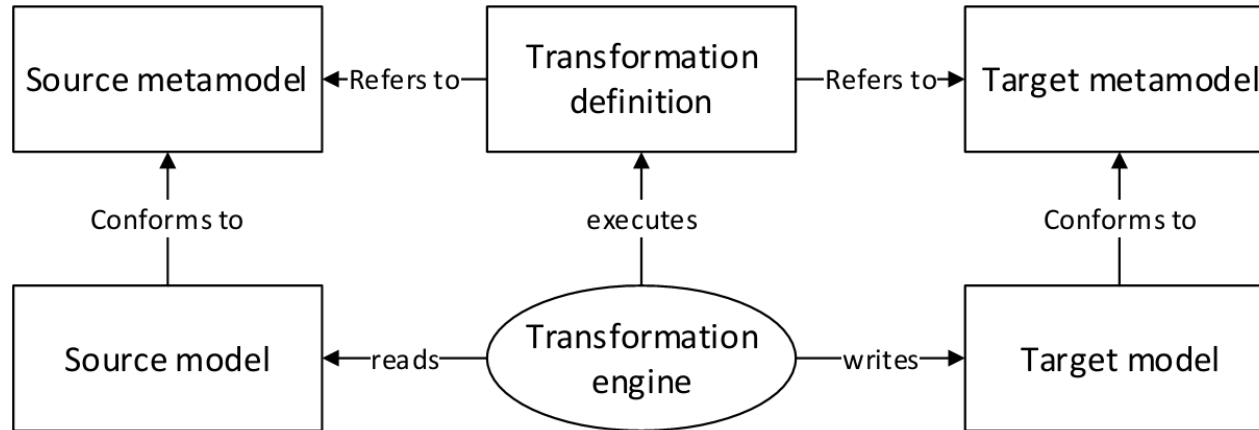 Source metamodel
Refers to
Transformation
definition
Refers to
Target metamodel
Conforms to
executes
Conforms to
Source model
reads
Transformation
engine
writes
Target model